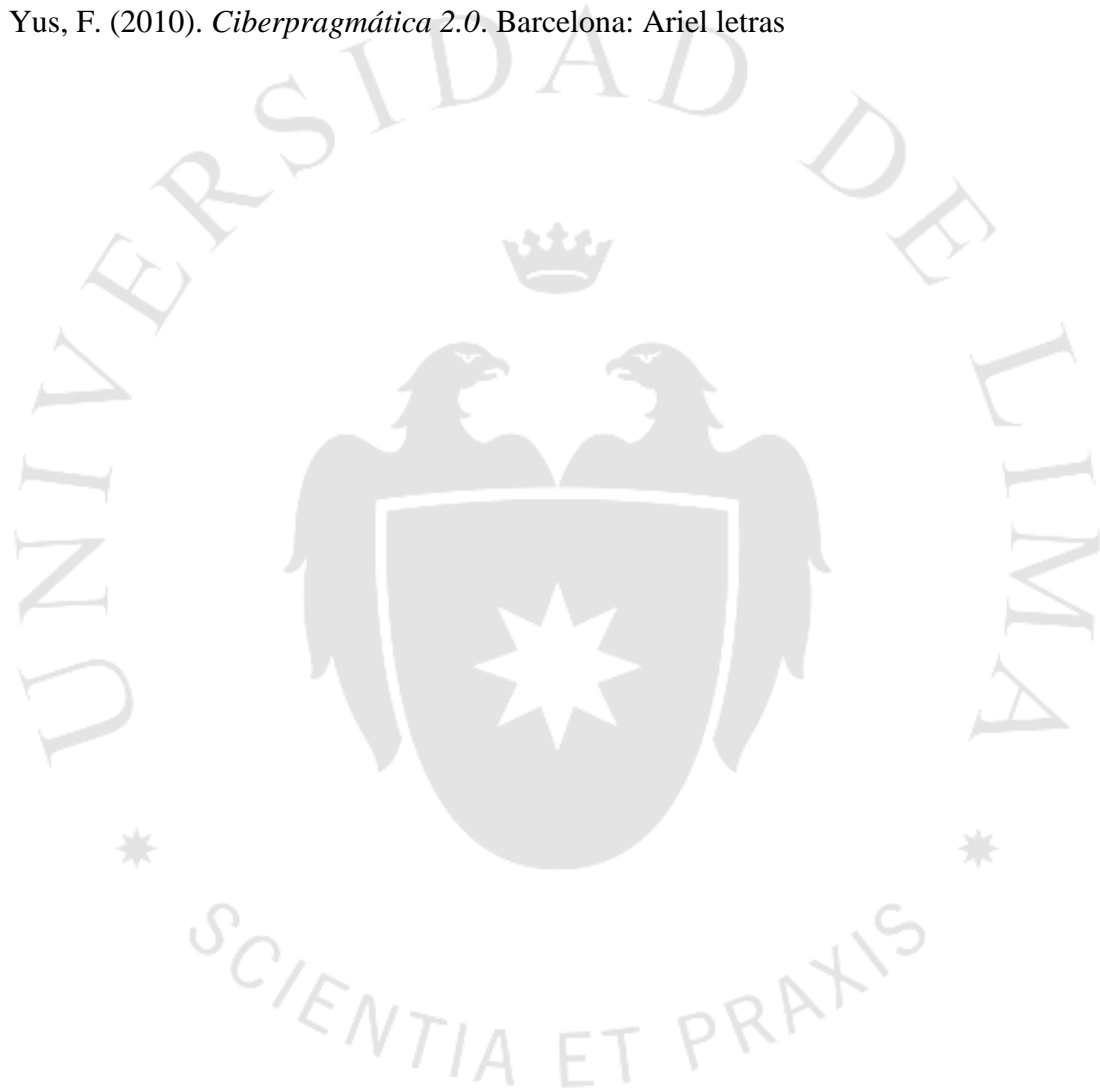 Yus, F. (2010). Ciberpragmática 2.0. Barcelona: Ariel letras
UNIVERSIDAD DE LIMA
SCIENTIA ET PRAXIS